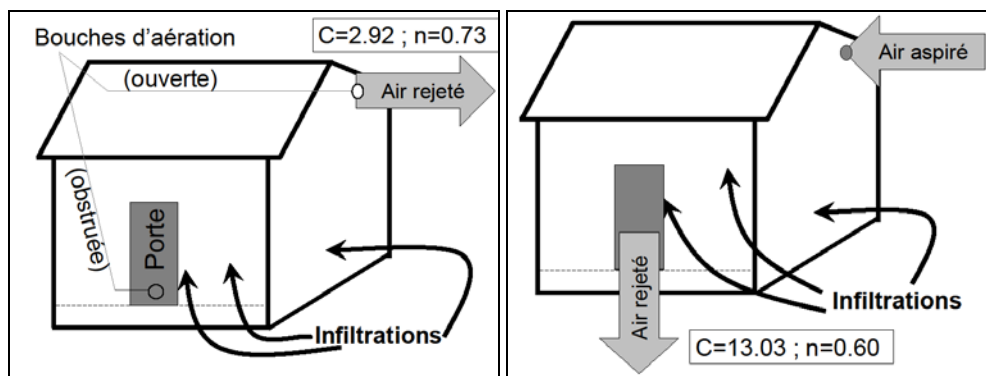 Bouches d'aération
C=2.92 ; n=0.73
(ouverte)
Air rejeté
(obstruée)
Porte
Infiltrations
Air aspiré
Air rejeté
Infiltrations
C=13.03 ; n=0.60